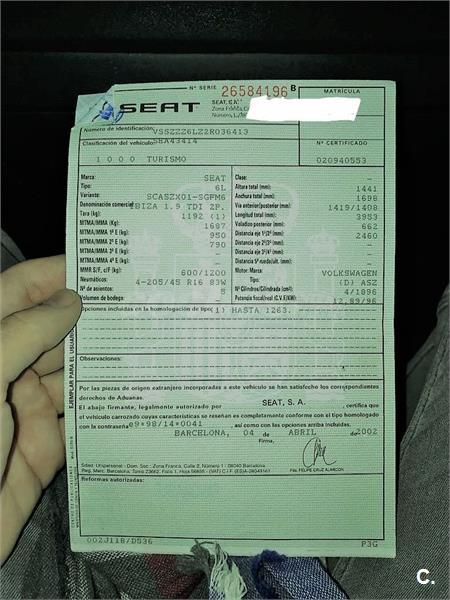 Nº SERIE 26584196 B
MATRÍCULA
SEAT
SEAT, S.A.
Zona Franca,
Número de identificación VSSZZZ6LZ2R036413
Clasificación del vehículo SHA43414
Nº CERTIFICADO
1 0 0 0 TURISMO
020940553
Marca: SEAT
Tipo: 6L
Variante: SCASZX01-SGFM6
Denominación comercial IBIZA 1.9 TDI 2P.
Tara (kg): 1192 (1)
MTMA/MMA (Kg): 1687
MTMA/MMA 1º E (Kg): 950
MTMA/MMA 2º E (Kg): 790
MTMA/MMA 3º E (Kg): -
MTMA/MMA 4º E (Kg): -
MMR S/F, c/F (kg): 600/1200
Neumáticos: 4-205/45 R16 83W
Nº de asientos: 5
Volumen de bodega: -
Clase: -
Altura total (mm): 1441
Anchura total (mm): 1698
Vía anterior/posterior (mm): 1419/1408
Longitud total (mm): 3953
Voladizo posterior (mm): 662
Distancia eje 1º/2º (mm): 2460
Distancia eje 2º/3º (mm): -
Distancia eje 3º/4º (mm): -
Distancia 5ª rueda/últ. (mm): -
Motor: Marca: VOLKSWAGEN
Tipo: (D) ASZ
Nº Cilindros/Cilindrada (cm³): 4/1896
Potencia fiscal/real (C.V.F/KW): 12,89/96
Opciones incluidas en la homologación de tipo (1) HASTA 1263.
Observaciones:
Por las piezas de origen extranjero incorporadas a este vehículo se han satisfecho los correspondientes
derechos de Aduanas.
El abajo firmante, legalmente autorizado por SEAT, S.A. , certifica que
el vehículo carrozado cuyas características se reseñan es completamente conforme con el tipo homologado
con la contraseña e9*98/14*0041 , así como con las opciones arriba incluidas.
BARCELONA, 04 de ABRIL de 2002
Firma,
Fdo. FELIPE CRUZ ALARCON
Sdad. Unipersonal - Dom. Soc.: Zona Franca, Calle 2, Número 1 - 08040 Barcelona
Reg. Merc. Barcelona, Tomo 23662, Folio 1, Hoja
Reformas autorizadas:
EJEMPLAR PARA EL USUARIO
002J118/D536
P3G
C.